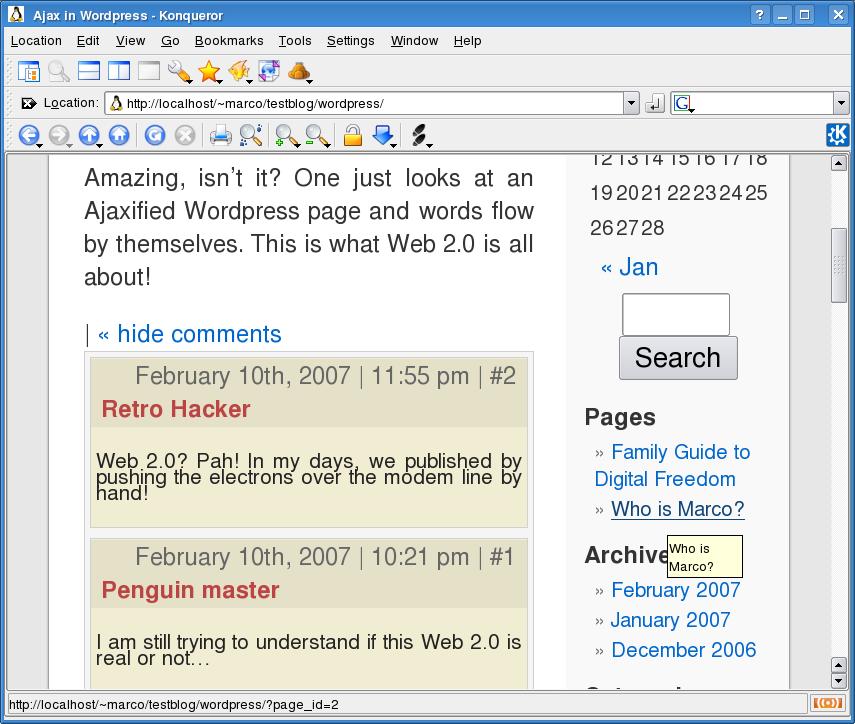 Ajax in Wordpress - Konqueror
Location Edit View Go Bookmarks Tools Settings Window Help
Location: http://localhost/~marco/testblog/wordpress/
Amazing, isn't it? One just looks at an
Ajaxified Wordpress page and words flow
by themselves. This is what Web 2.0 is all
about!
| « hide comments
February 10th, 2007 | 11:55 pm | #2
Retro Hacker
Web 2.0? Pah! In my days, we published by
pushing the electrons over the modem line by
hand!
February 10th, 2007 | 10:21 pm | #1
Penguin master
I am still trying to understand if this Web 2.0 is
real or not...
12 13 14 15 16 17 18
19 20 21 22 23 24 25
26 27 28
« Jan
Search
Pages
» Family Guide to
Digital Freedom
» Who is Marco?
Archive
Who is
Marco?
» February 2007
» January 2007
» December 2006
http://localhost/~marco/testblog/wordpress/?page_id=2